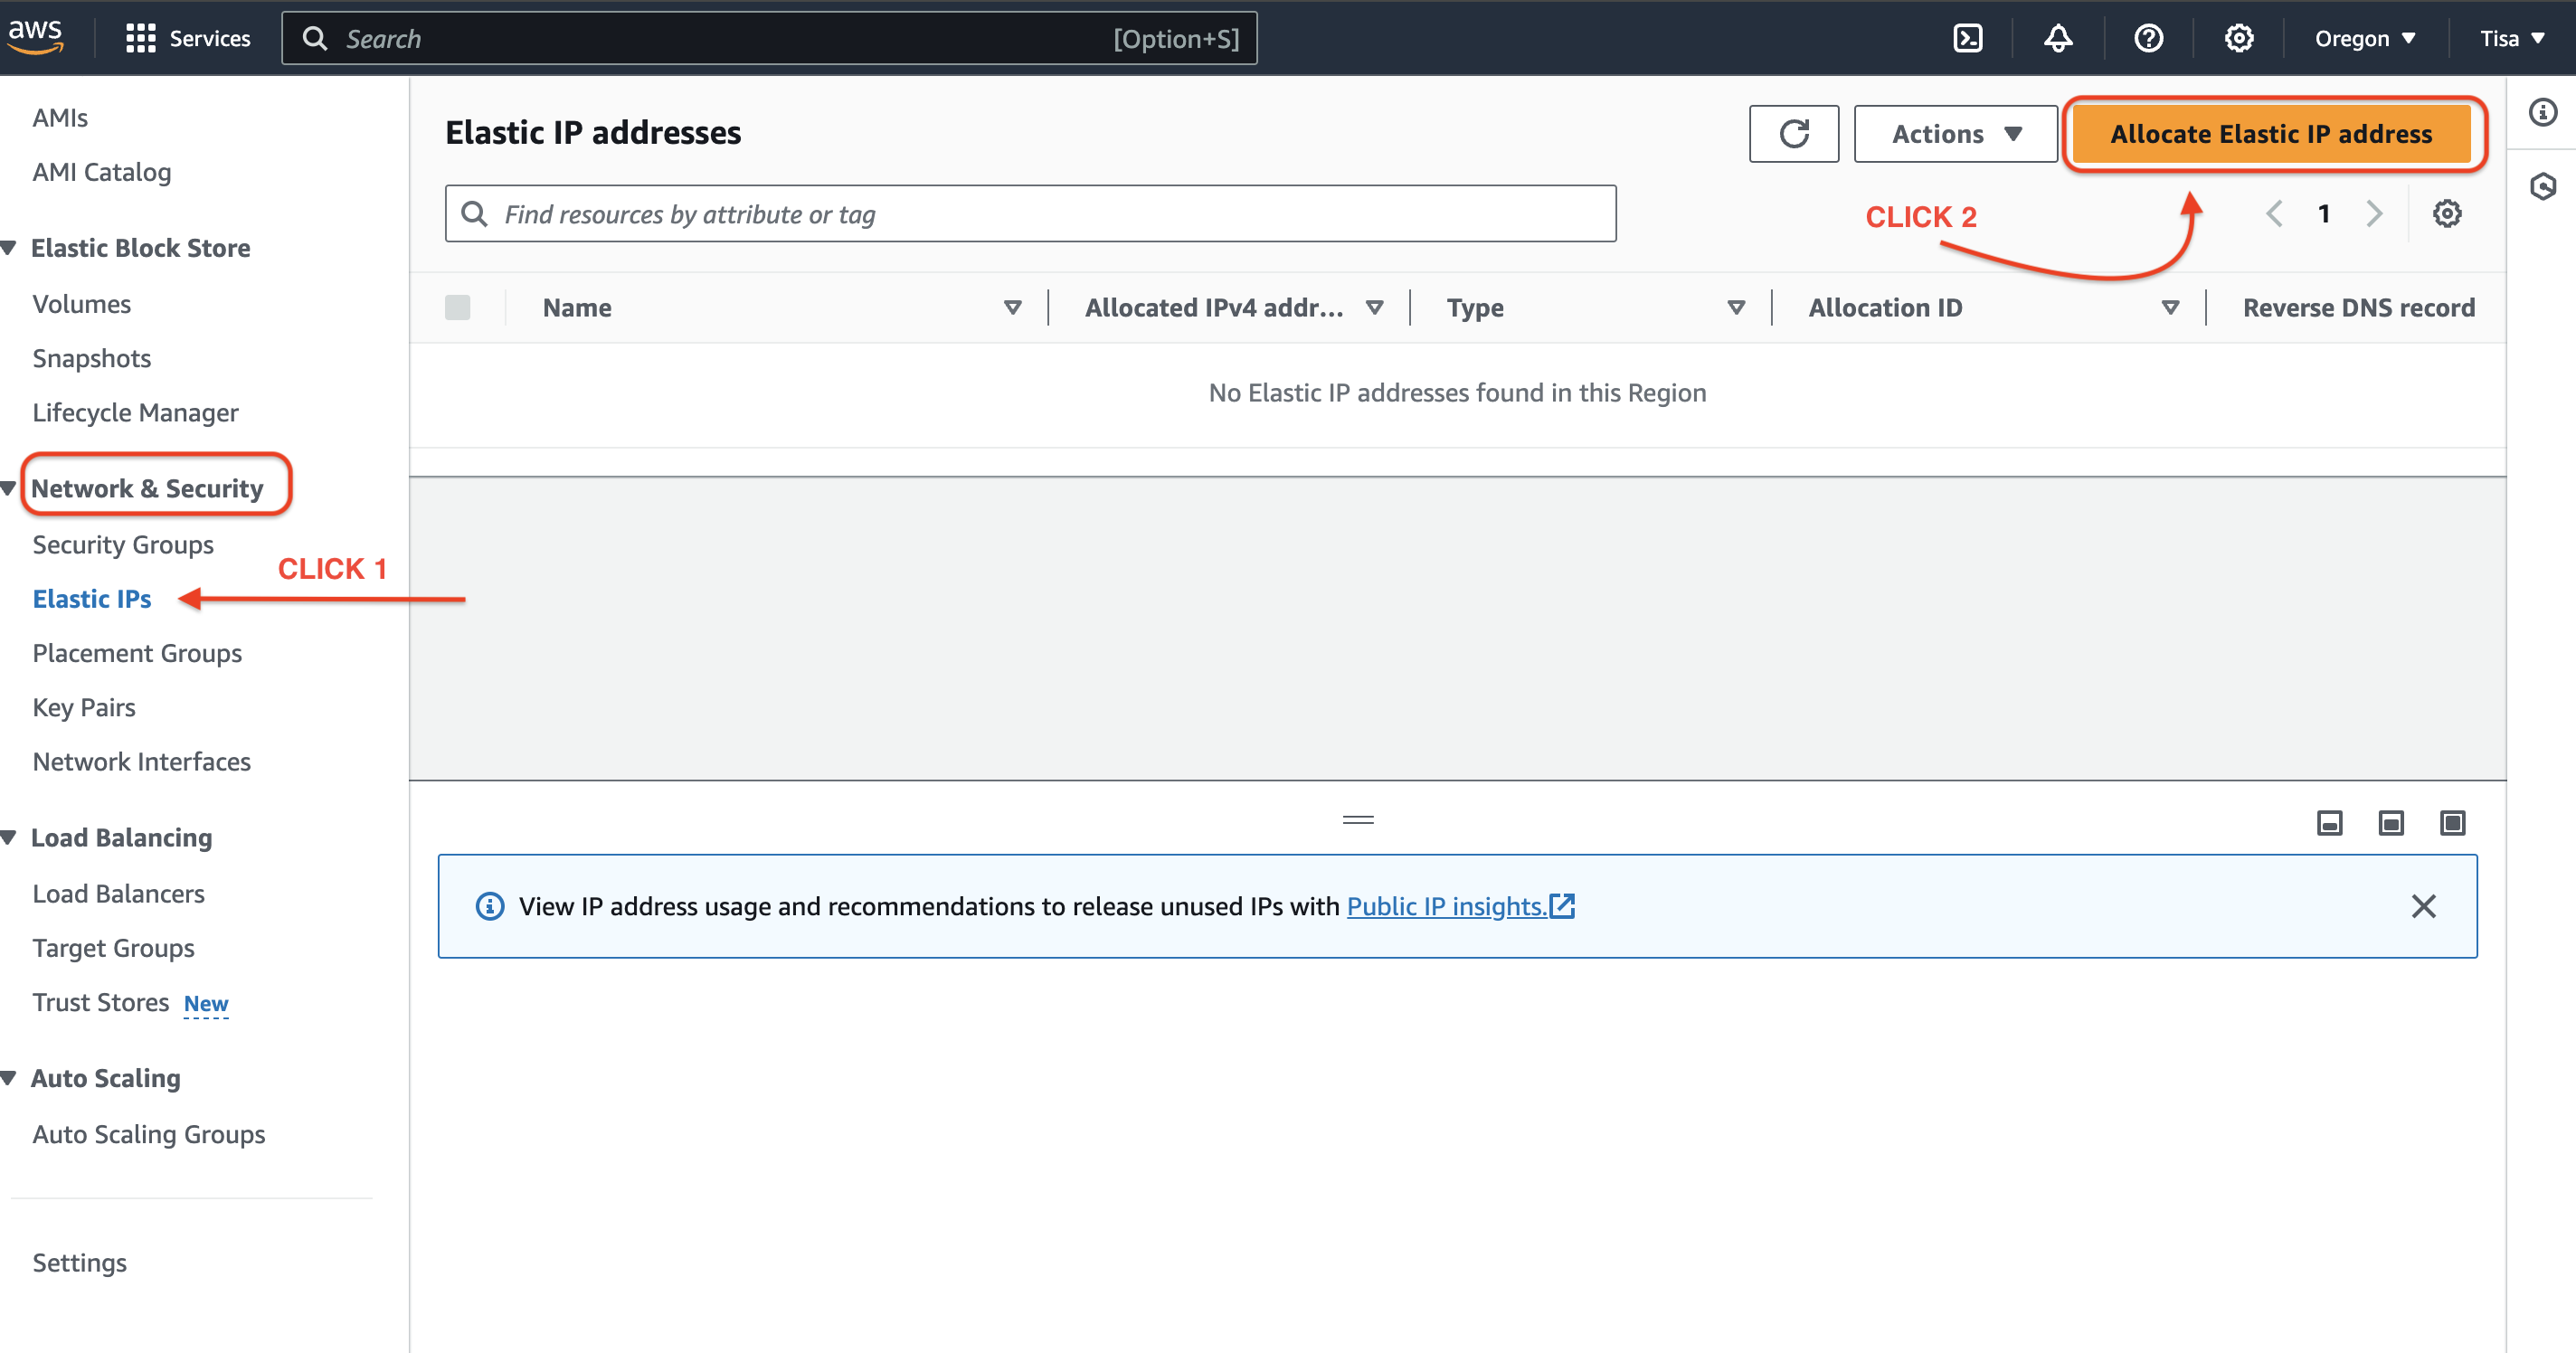 aws
Services
Search [Option+S]
Oregon
Tisa
AMIs
AMI Catalog
Elastic Block Store
Volumes
Snapshots
Lifecycle Manager
Network & Security
Security Groups
CLICK 1
Elastic IPs
Placement Groups
Key Pairs
Network Interfaces
Load Balancing
Load Balancers
Target Groups
Trust Stores New
Auto Scaling
Auto Scaling Groups
Settings
Elastic IP addresses
Actions
Allocate Elastic IP address
Find resources by attribute or tag
CLICK 2
1
Name
Allocated IPv4 addr...
Type
Allocation ID
Reverse DNS record
No Elastic IP addresses found in this Region
View IP address usage and recommendations to release unused IPs with Public IP insights.